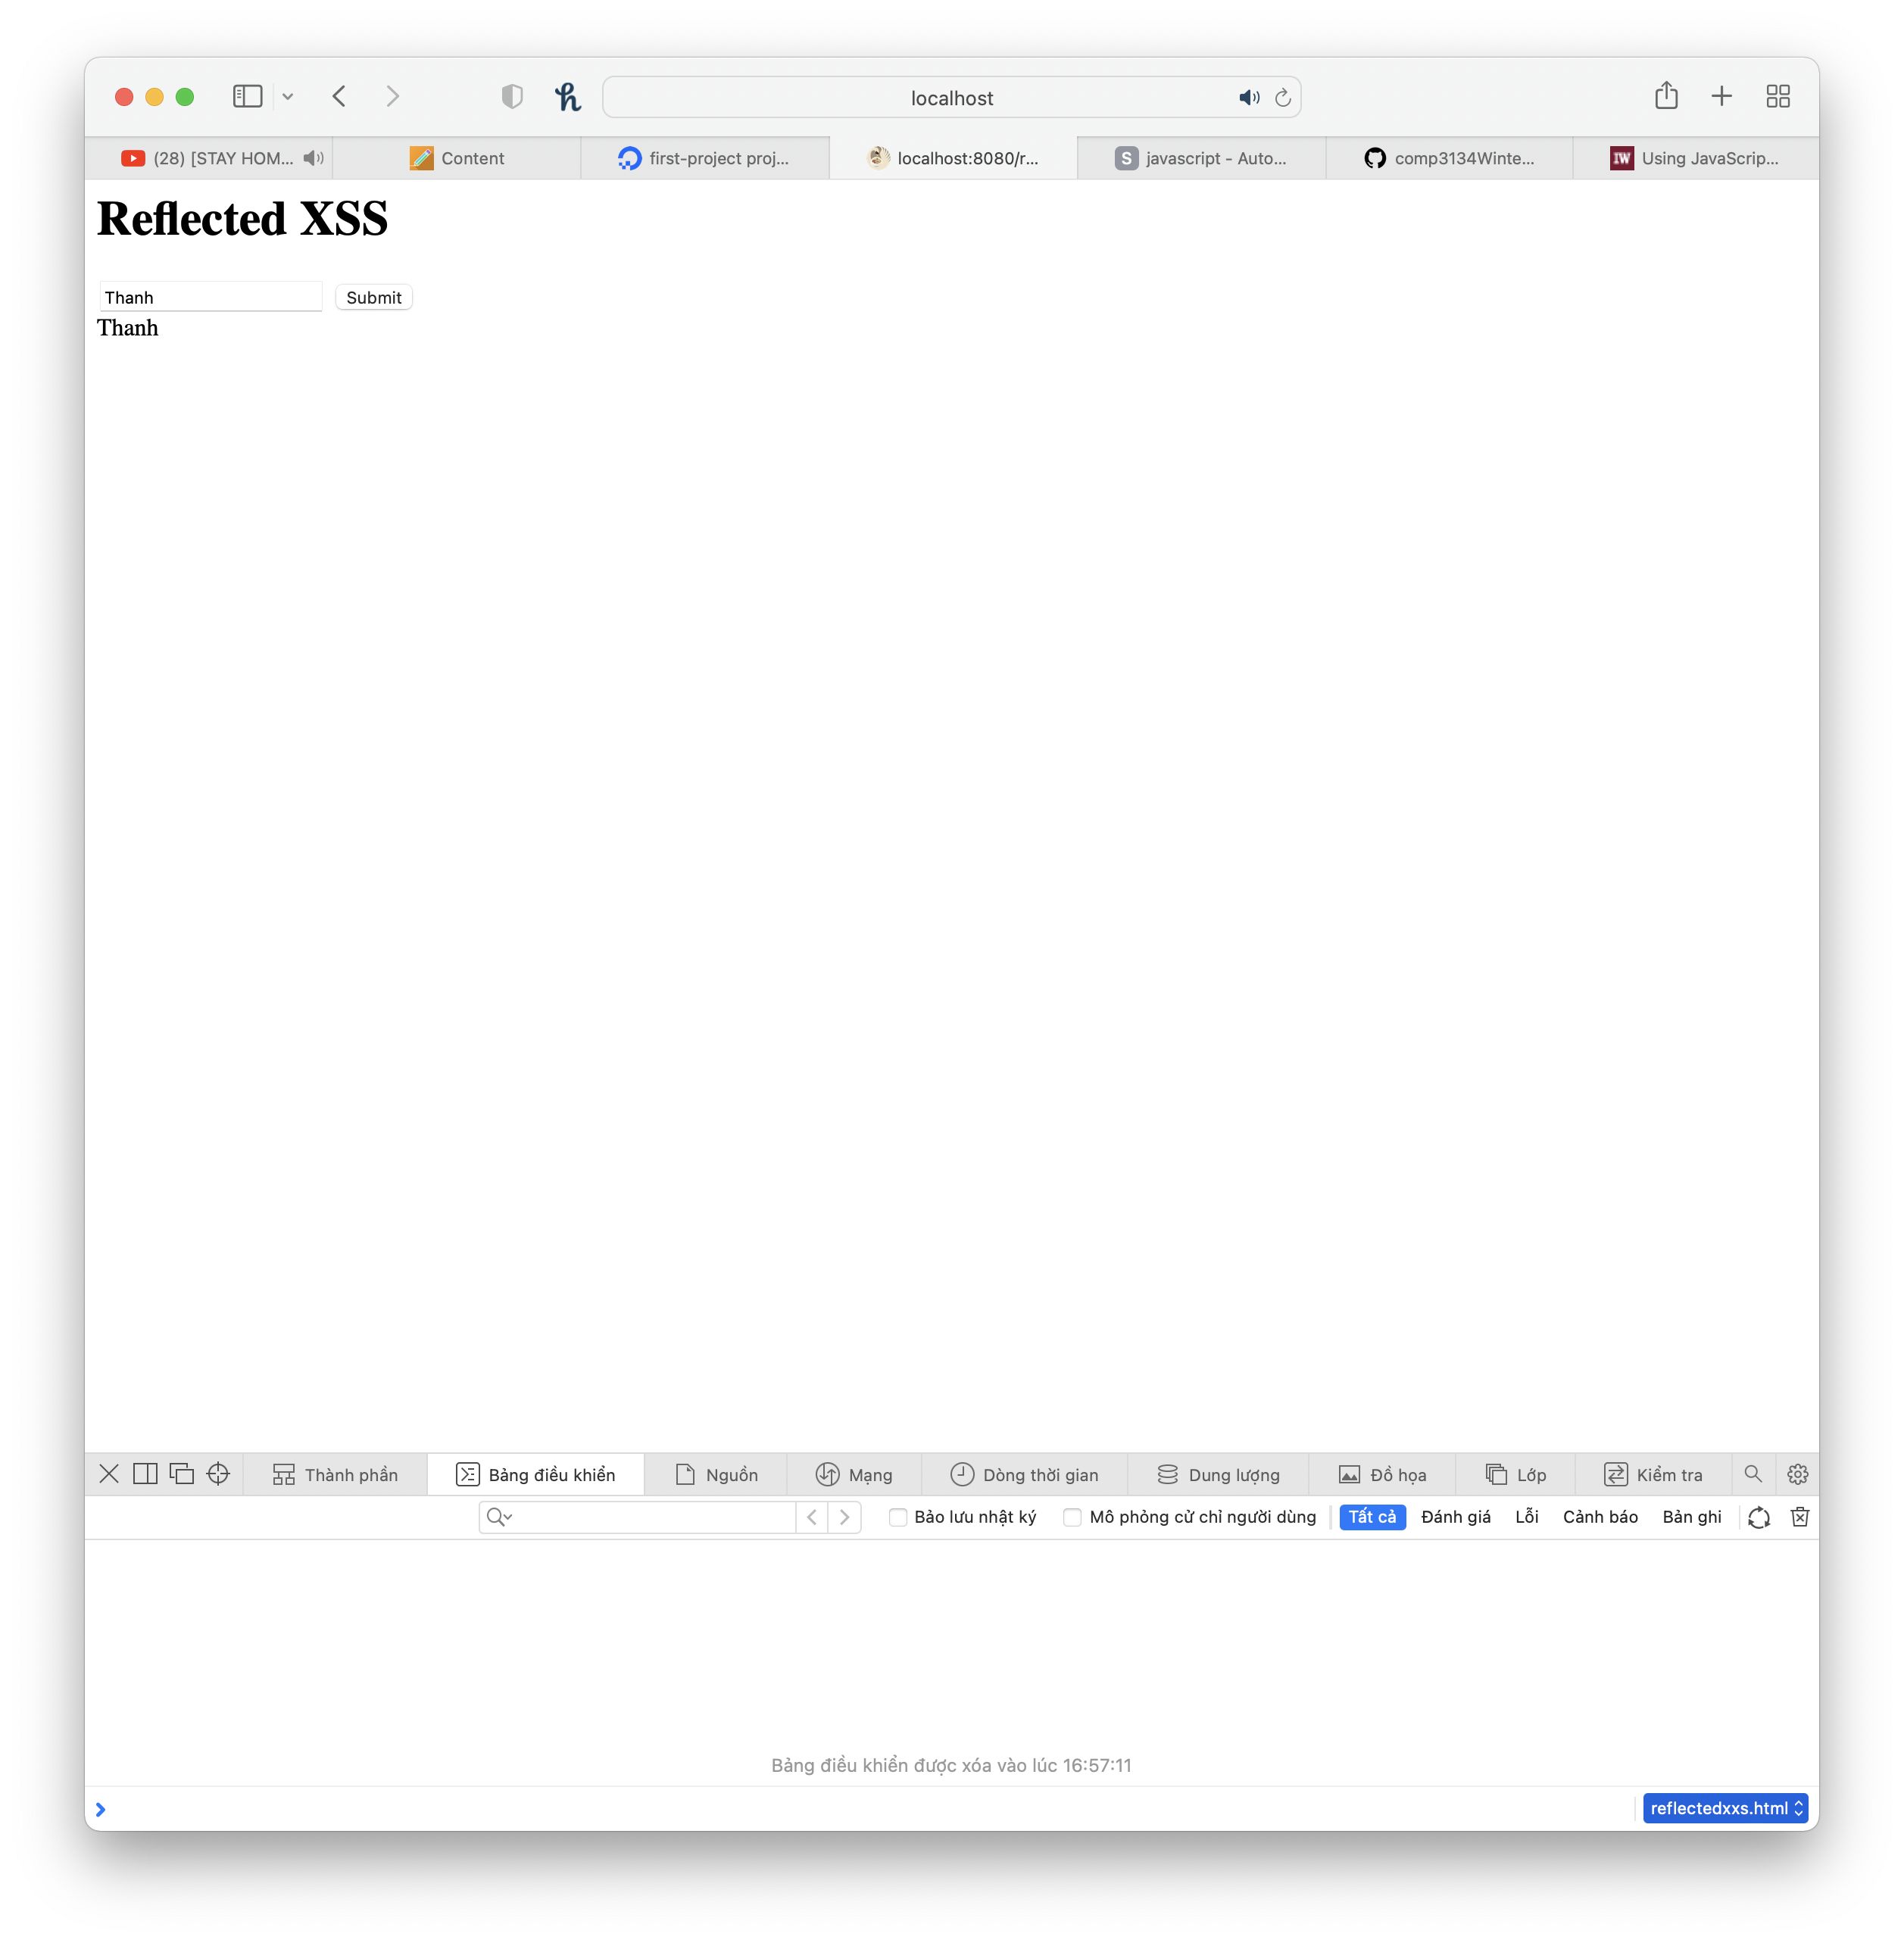 localhost
(28) [STAY HOM...
Content
first-project proj...
localhost:8080/r...
S javascript - Auto...
comp3134Winte...
IW Using JavaScrip...
Reflected XSS
Thanh Submit
Thanh
Thành phần Bảng điều khiển Nguồn Mạng Dòng thời gian Dung lượng Đồ họa Lớp Kiểm tra
Bảo lưu nhật ký Mô phỏng cử chỉ người dùng Tất cả Đánh giá Lỗi Cảnh báo Bản ghi
Bảng điều khiển được xóa vào lúc 16:57:11
reflectedxxs.html